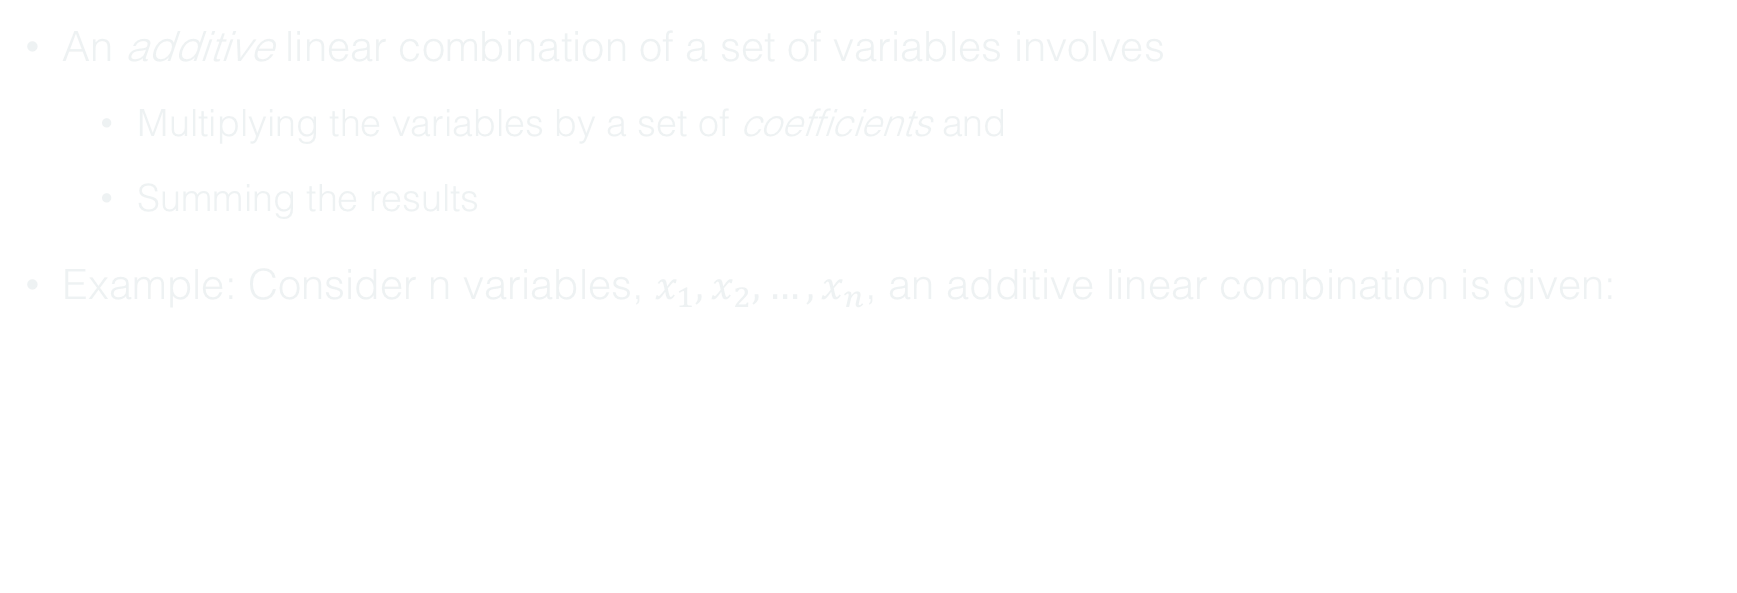 • An additive linear combination of a set of variables involves
• Multiplying the variables by a set of coefficients and
• Summing the results
• Example: Consider n variables, x₁, x₂, … , xₙ, an additive linear combination is given: